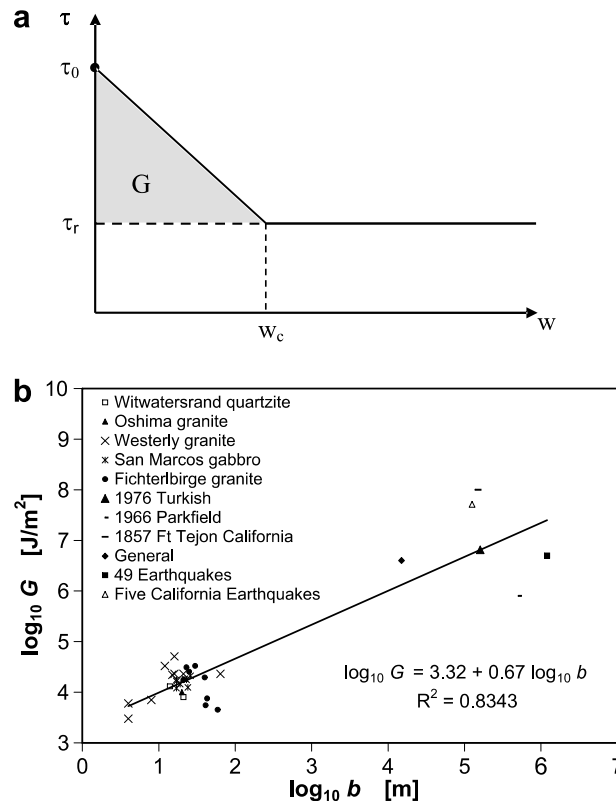 a
τ
τ0
G
τr
wc
w
b
10
9
8
7
6
5
4
3
log10 G [J/m2]
Witwatersrand quartzite
Oshima granite
Westerly granite
San Marcos gabbro
Fichterlbirge granite
1976 Turkish
1966 Parkfield
1857 Ft Tejon California
General
49 Earthquakes
Five California Earthquakes
log10 G = 3.32 + 0.67 log10 b
R2 = 0.8343
0 1 2 3 4 5 6 7
log10 b [m]